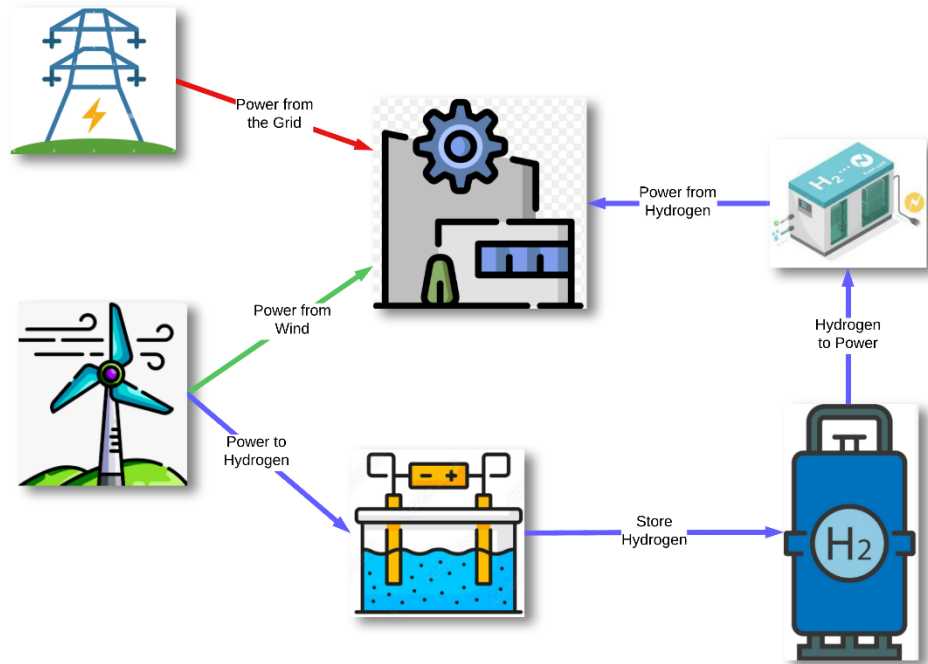 Power from
the Grid
Power from
Hydrogen
H₂
Power from
Wind
Hydrogen
to Power
Power to
Hydrogen
- +
Store
Hydrogen
H₂